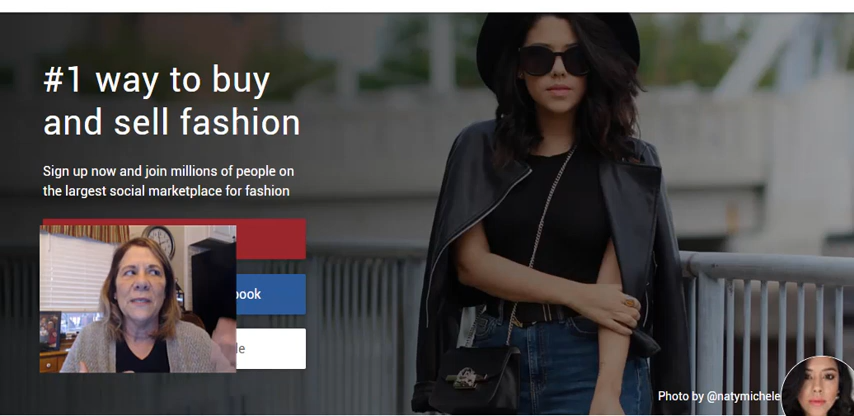 #1 way to buy
and sell fashion
Sign up now and join millions of people on
the largest social marketplace for fashion
Photo by @natymichele